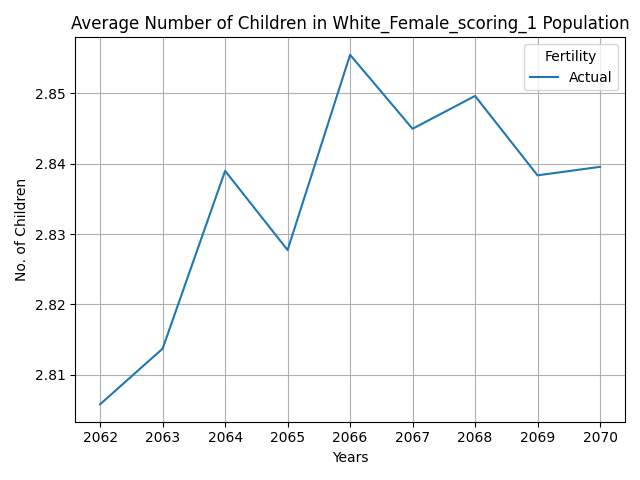 Average Number of Children in White_Female_scoring_1 Population
Fertility
Actual
No. of Children
2.85
2.84
2.83
2.82
2.81
2062 2063 2064 2065 2066 2067 2068 2069 2070
Years